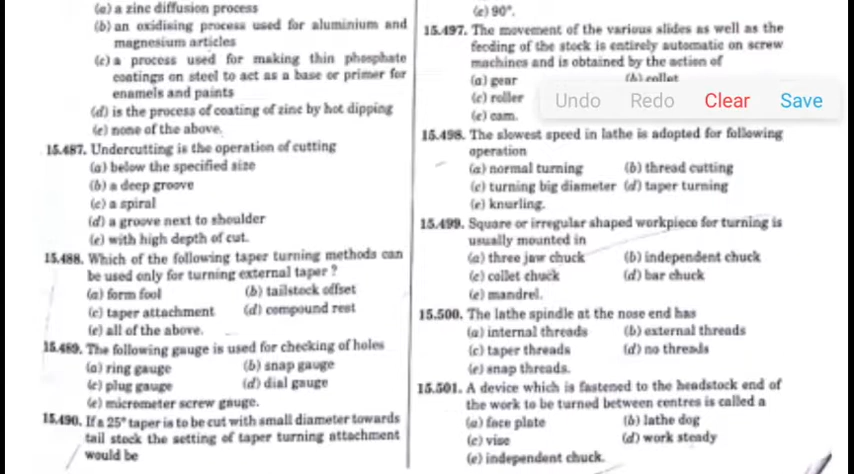 (a) a zinc diffusion process
(b) an oxidising process used for aluminium and
magnesium articles
(c) a process used for making thin phosphate
coatings on steel to act as a base or primer for
enamels and paints
(d) is the process of coating of zinc by hot dipping
(e) none of the above.
15.487. Undercutting is the operation of cutting
(a) below the specified size
(b) a deep groove
(c) a spiral
(d) a groove next to shoulder
(e) with high depth of cut.
15.488. Which of the following taper turning methods can
be used only for turning external taper ?
(a) form fool (b) tailstock offset
(c) taper attachment (d) compound rest
(e) all of the above.
15.489. The following gauge is used for checking of holes
(a) ring gauge (b) snap gauge
(c) plug gauge (d) dial gauge
(e) micrometer screw gauge.
15.490. If a 25° taper is to be cut with small diameter towards
tail stock the setting of taper turning attachment
would be
(e) 90°.
15.497. The movement of the various slides as well as the
feeding of the stock is entirely automatic on screw
machines and is obtained by the action of
(a) gear (b) collet
(c) roller
(e) cam.
Undo Redo Clear Save
15.498. The slowest speed in lathe is adopted for following
operation
(a) normal turning (b) thread cutting
(c) turning big diameter (d) taper turning
(e) knurling.
15.499. Square or irregular shaped workpiece for turning is
usually mounted in
(a) three jaw chuck (b) independent chuck
(c) collet chuck (d) bar chuck
(e) mandrel.
15.500. The lathe spindle at the nose end has
(a) internal threads (b) external threads
(c) taper threads (d) no threads
(e) snap threads.
15.501. A device which is fastened to the headstock end of
the work to be turned between centres is called a
(a) face plate (b) lathe dog
(c) vise (d) work steady
(e) independent chuck.